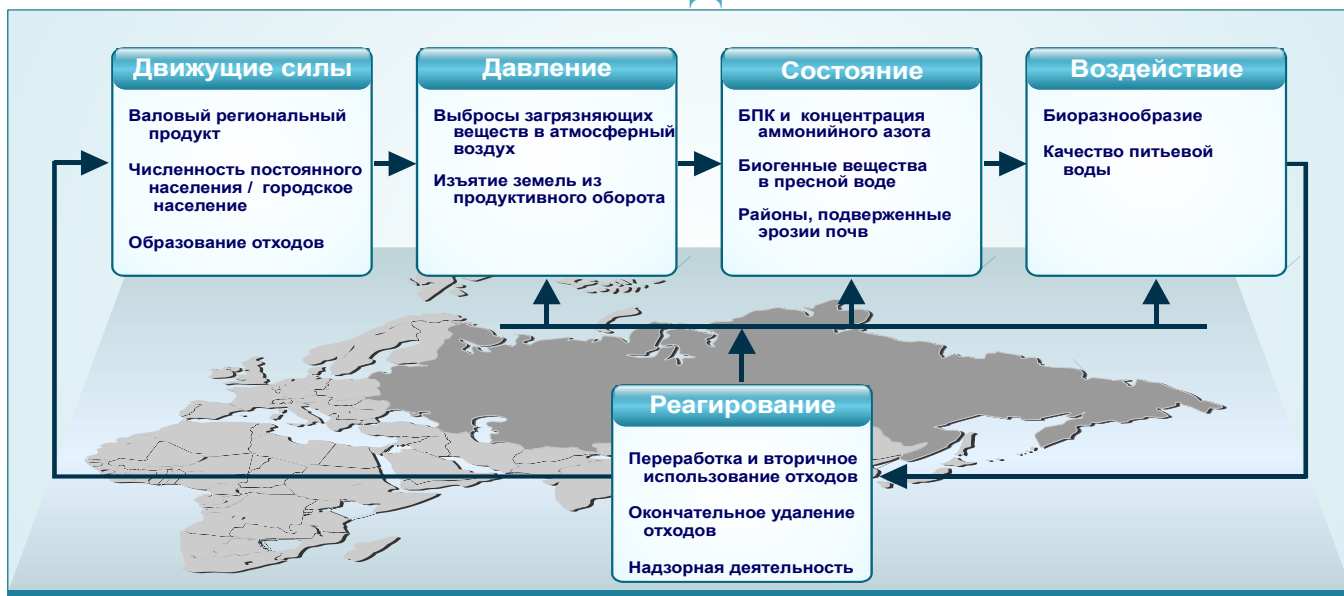 Движущие силы
Валовый региональный
продукт
Численность постоянного
населения / городское
население
Образование отходов
Давление
Выбросы загрязняющих
веществ в атмосферный
воздух
Изъятие земель из
продуктивного оборота
Состояние
БПК и концентрация
аммонийного азота
Биогенные вещества
в пресной воде
Районы, подверженные
эрозии почв
Воздействие
Биоразнообразие
Качество питьевой
воды
Реагирование
Переработка и вторичное
использование отходов
Окончательное удаление
отходов
Надзорная деятельность